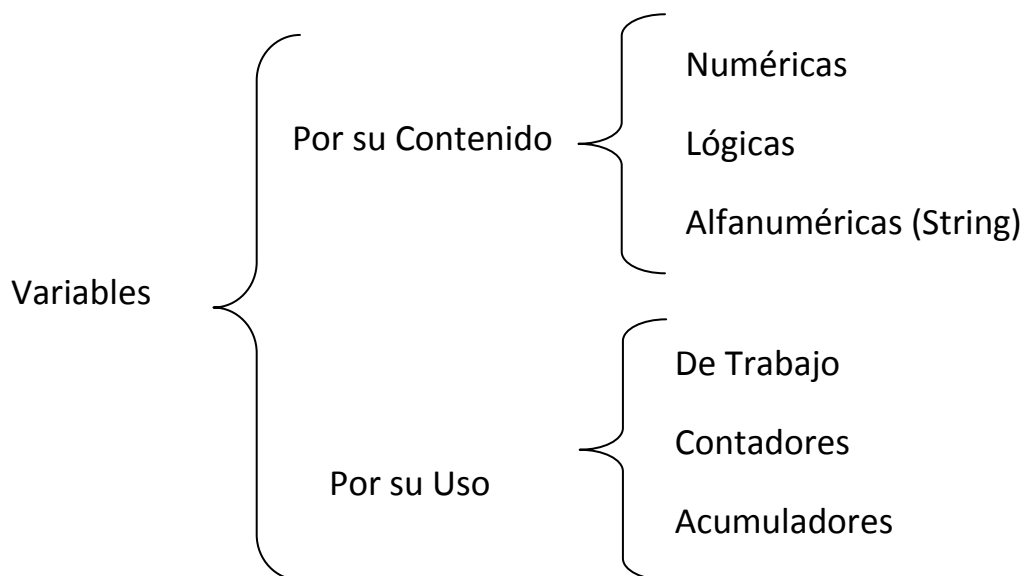 Variables
Por su Contenido
Numéricas
Lógicas
Alfanuméricas (String)
Por su Uso
De Trabajo
Contadores
Acumuladores